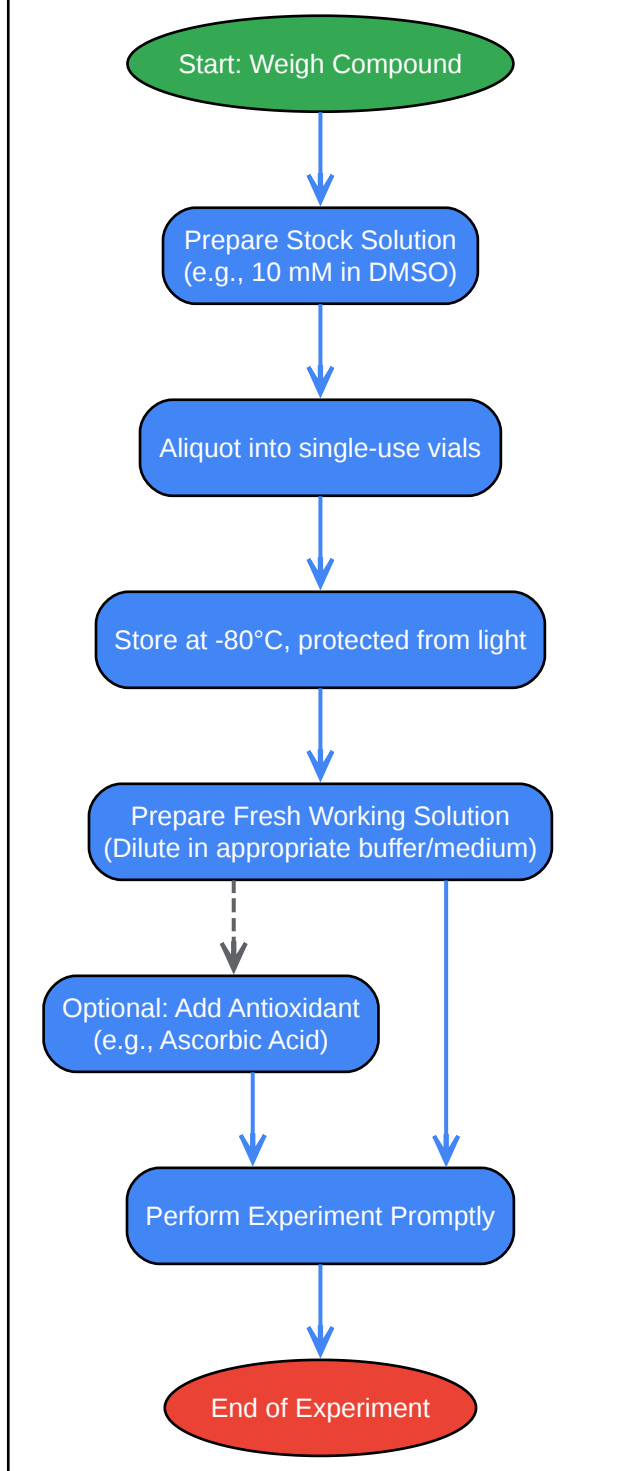 Start: Weigh Compound
Prepare Stock Solution
(e.g., 10 mM in DMSO)
Aliquot into single-use vials
Store at -80°C, protected from light
Prepare Fresh Working Solution
(Dilute in appropriate buffer/medium)
Optional: Add Antioxidant
(e.g., Ascorbic Acid)
Perform Experiment Promptly
End of Experiment